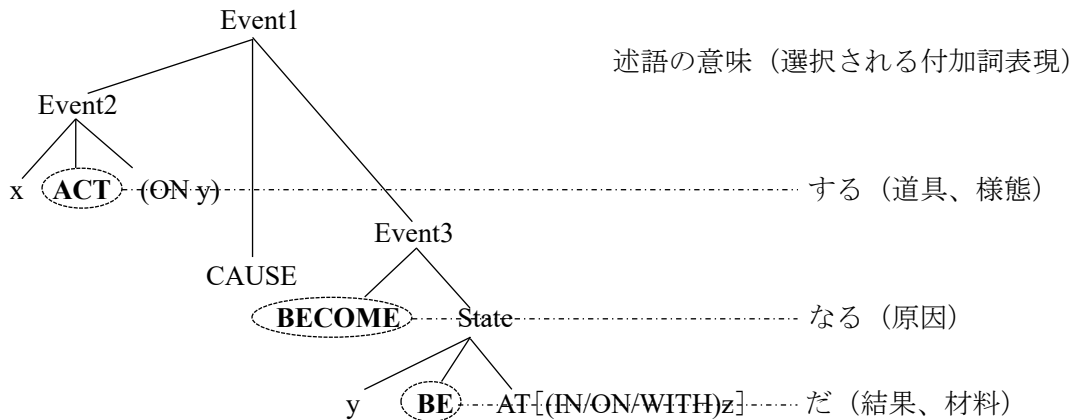 Event1
述語の意味（選択される付加詞表現）
Event2
x ACT (ON y) する（道具、様態）
Event3
CAUSE
BECOME State なる（原因）
y BE AT[(IN/ON/WITH)z] だ（結果、材料）